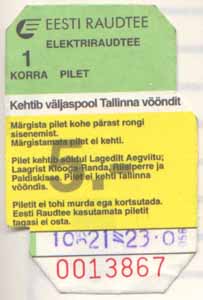 EESTI RAUDTEE
ELEKTRIRAUDTEE
1
KORRA PILET
Kehtib väljaspool Tallinna vööndit
Märgista pilet kohe pärast rongi
sisenemist.
Märgistamata pilet ei kehti.
5.-
Pilet kehtib sõidul Lagedilt Aegviitu;
Laagrist Klooga-Randa, Riisiperre ja
Paldiskisse. Pilet ei kehti Tallinna
vööndis.
Piletit ei tohi murda ega kortsutada.
Eesti Raudtee kasutamata piletit
tagasi ei osta.
0013867